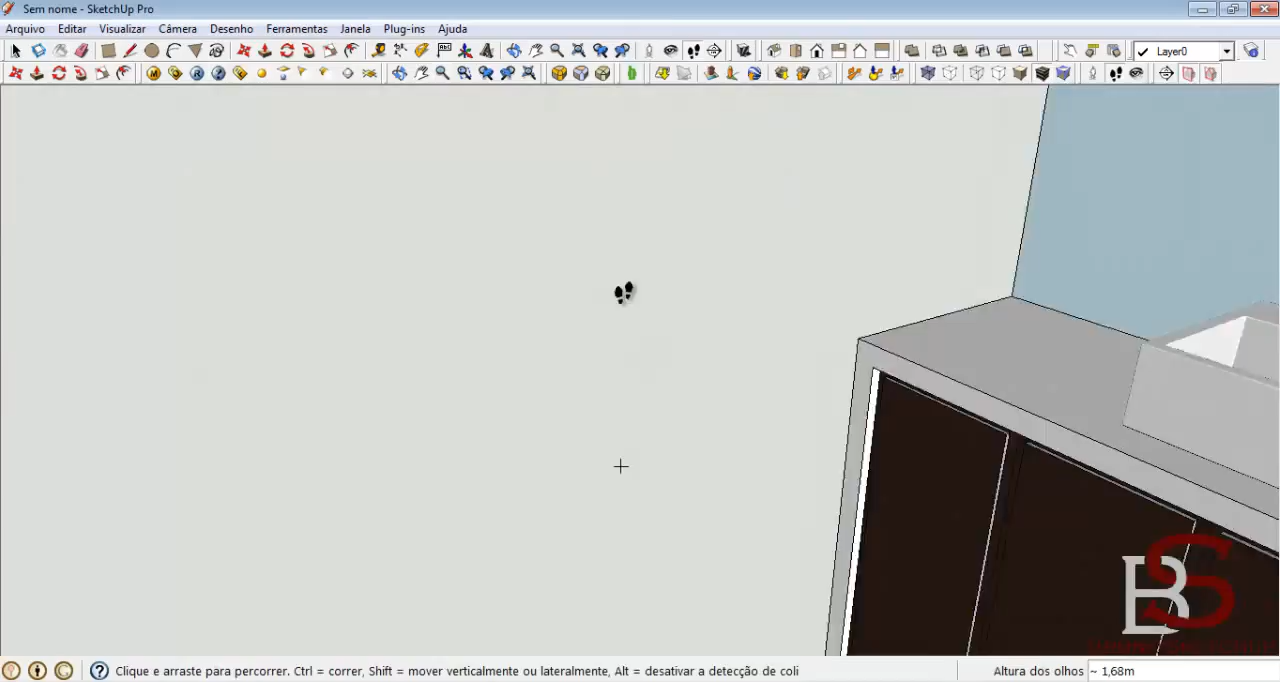 Sem nome - SketchUp Pro
Arquivo Editar Visualizar Câmera Desenho Ferramentas Janela Plug-ins Ajuda
Layer0
BS
Clique e arraste para percorrer. Ctrl = correr, Shift = mover verticalmente ou lateralmente, Alt = desativar a detecção de coli
Altura dos olhos ~ 1,68m